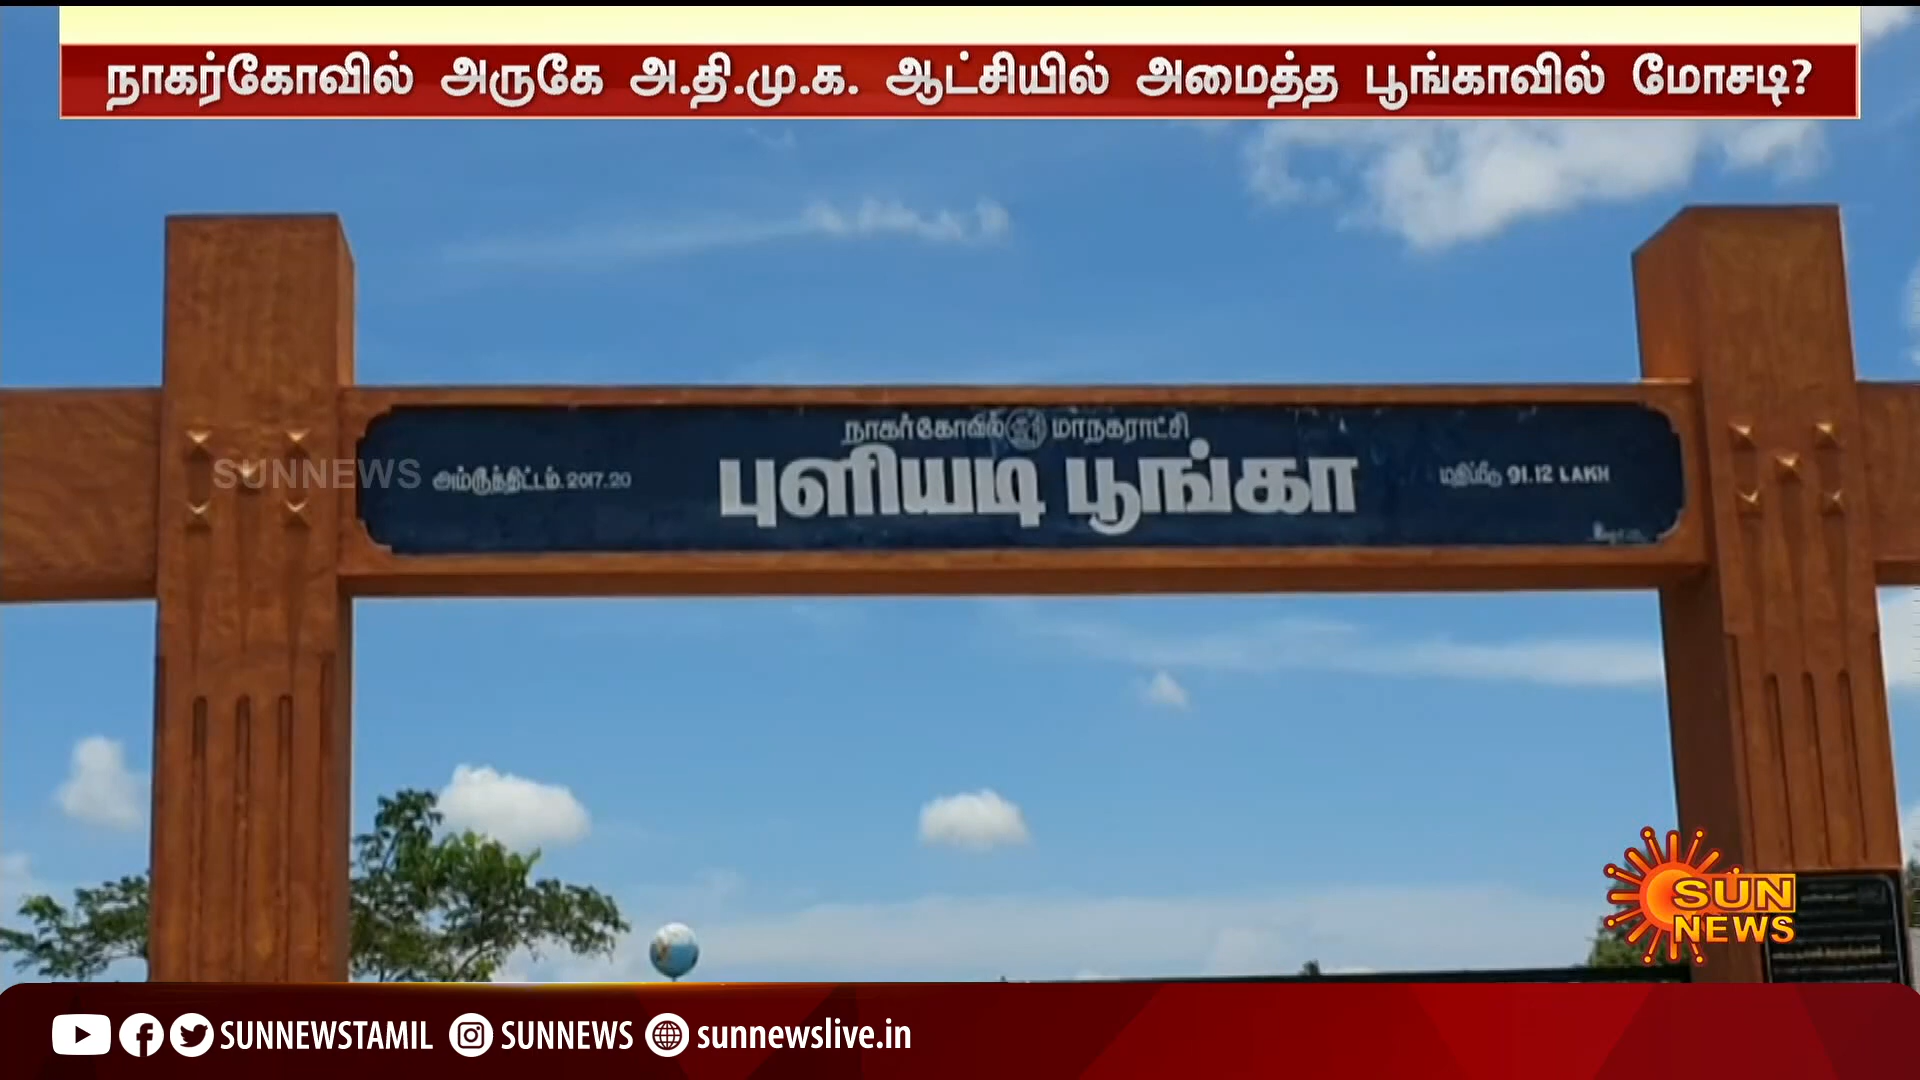 நாகர்கோவில் அருகே அ.தி.மு.க. ஆட்சியில் அமைத்த பூங்காவில் மோசடி?
நாகர்கோவில் மாநகராட்சி
SUNNEWS
அம்ரூத்திட்டம்.2017.20
புளியடி பூங்கா
மதிப்பீடு 91.12 LAKH
SUN
NEWS
SUNNEWSTAMIL SUNNEWS sunnewslive.in